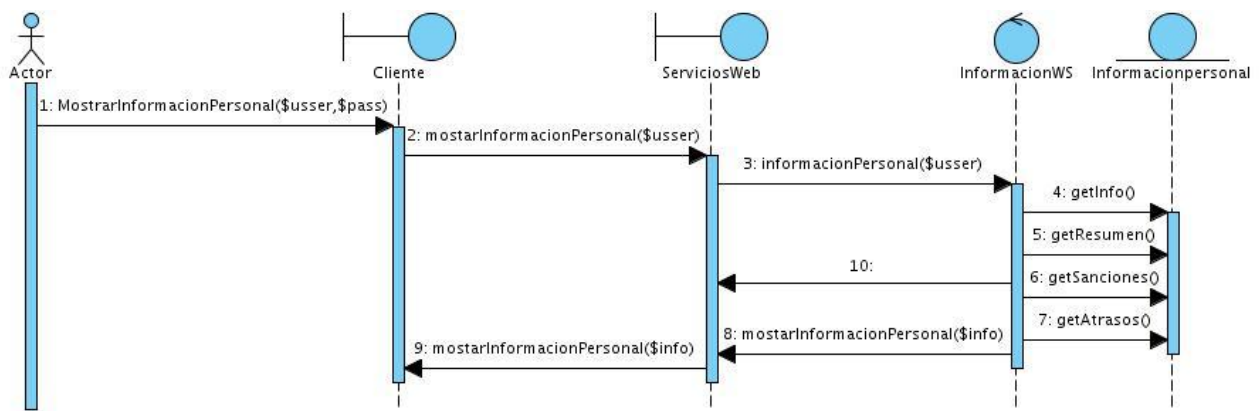 Actor
Cliente
ServiciosWeb
InformacionWS
Informacionpersonal
1: MostrarInformacionPersonal($usser,$pass)
2: mostarInformacionPersonal($usser)
3: informacionPersonal($usser)
4: getInfo()
5: getResumen()
10:
6: getSanciones()
7: getAtrasos()
8: mostarInformacionPersonal($info)
9: mostarInformacionPersonal($info)